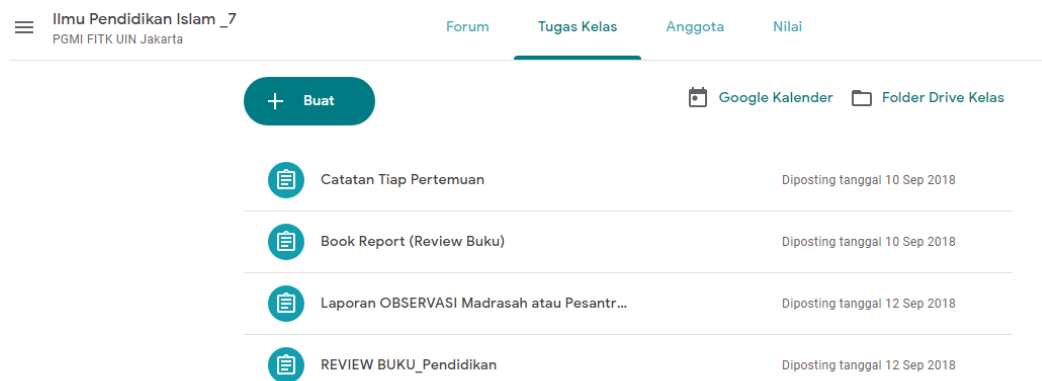 Ilmu Pendidikan Islam _7
PGMI FITK UIN Jakarta
Forum Tugas Kelas Anggota Nilai
+ Buat
Google Kalender Folder Drive Kelas
Catatan Tiap Pertemuan Diposting tanggal 10 Sep 2018
Book Report (Review Buku) Diposting tanggal 10 Sep 2018
Laporan OBSERVASI Madrasah atau Pesantr... Diposting tanggal 12 Sep 2018
REVIEW BUKU_Pendidikan Diposting tanggal 12 Sep 2018